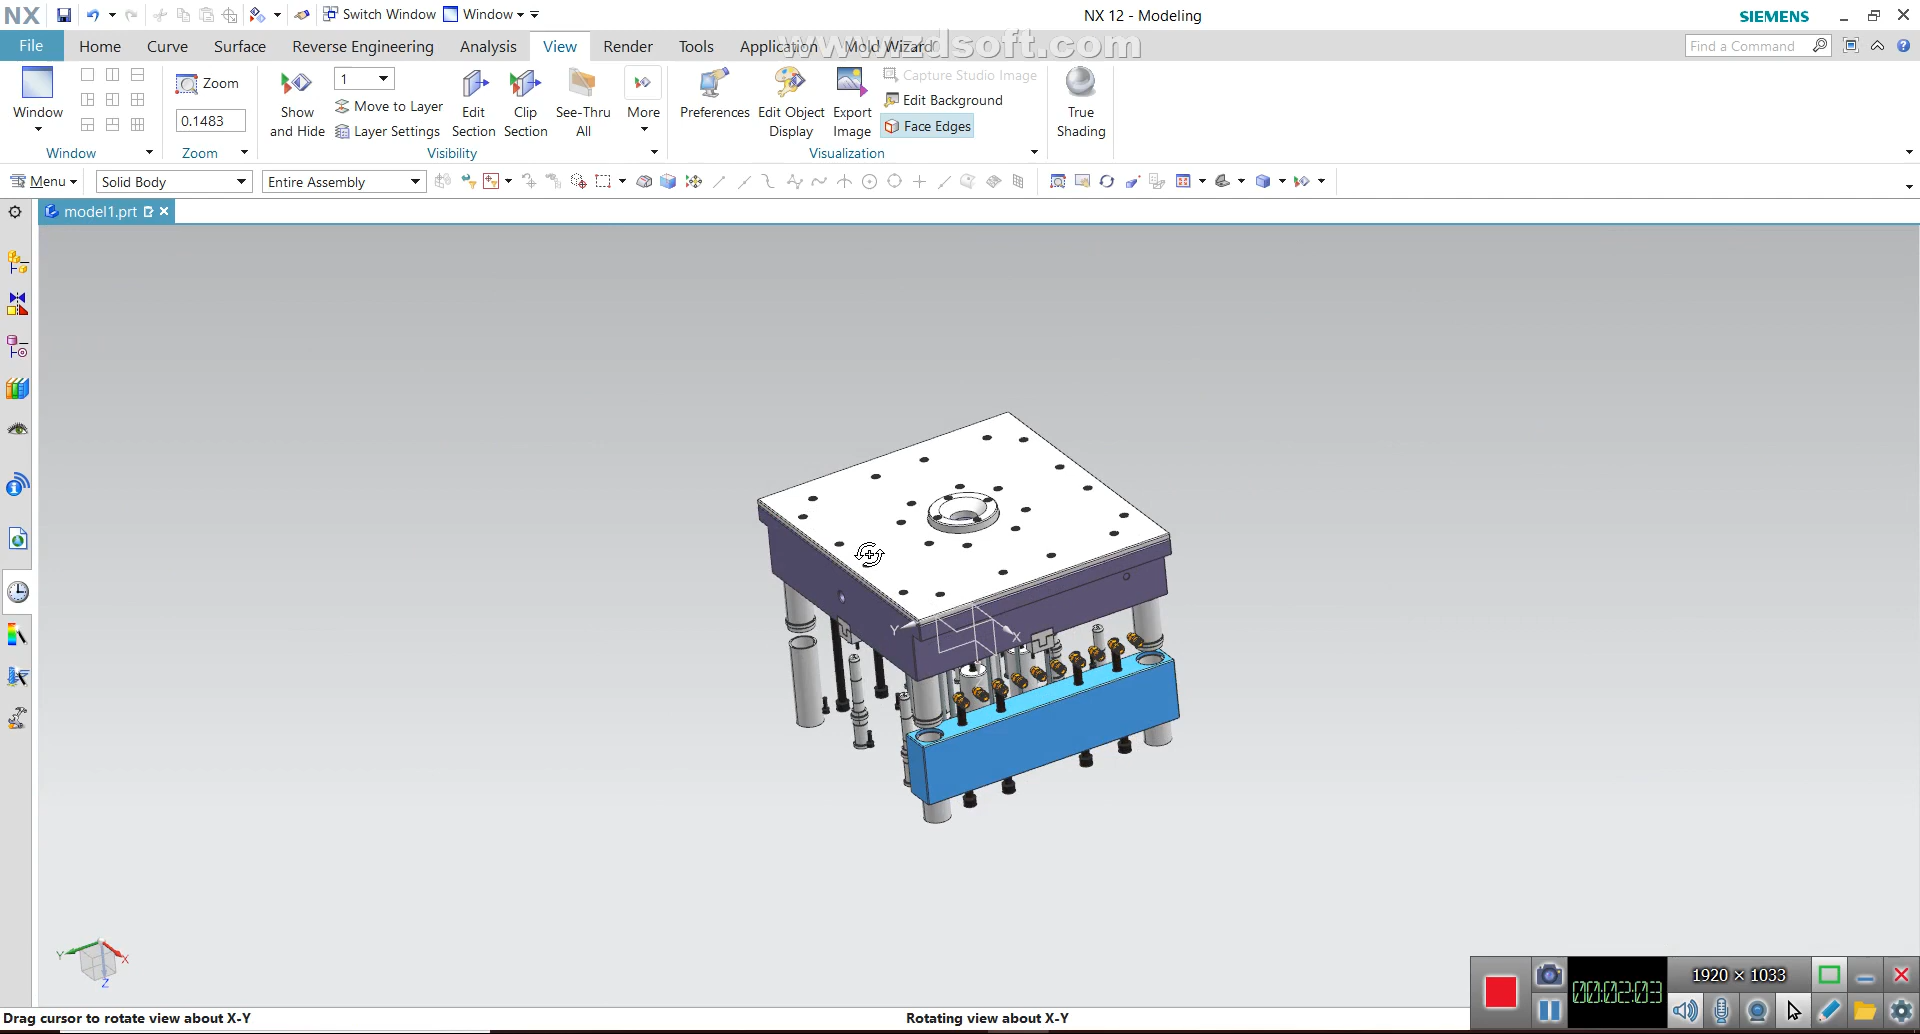 NX
Switch Window
Window
NX 12 - Modeling
SIEMENS
File
Home
Curve
Surface
Reverse Engineering
Analysis
View
Render
Tools
Application
Mold Wizard
www.zdsoft.com
Find a Command
Window
Zoom
0.1483
Show
and Hide
1
Move to Layer
Layer Settings
Edit
Section
Clip
Section
See-Thru
All
More
Preferences
Edit Object
Display
Export
Image
Capture Studio Image
Edit Background
Face Edges
True
Shading
Window
Zoom
Visibility
Visualization
Menu
Solid Body
Entire Assembly
model1.prt
Y
X
Y
X
Z
1920 × 1033
00:02:03
Drag cursor to rotate view about X-Y
Rotating view about X-Y